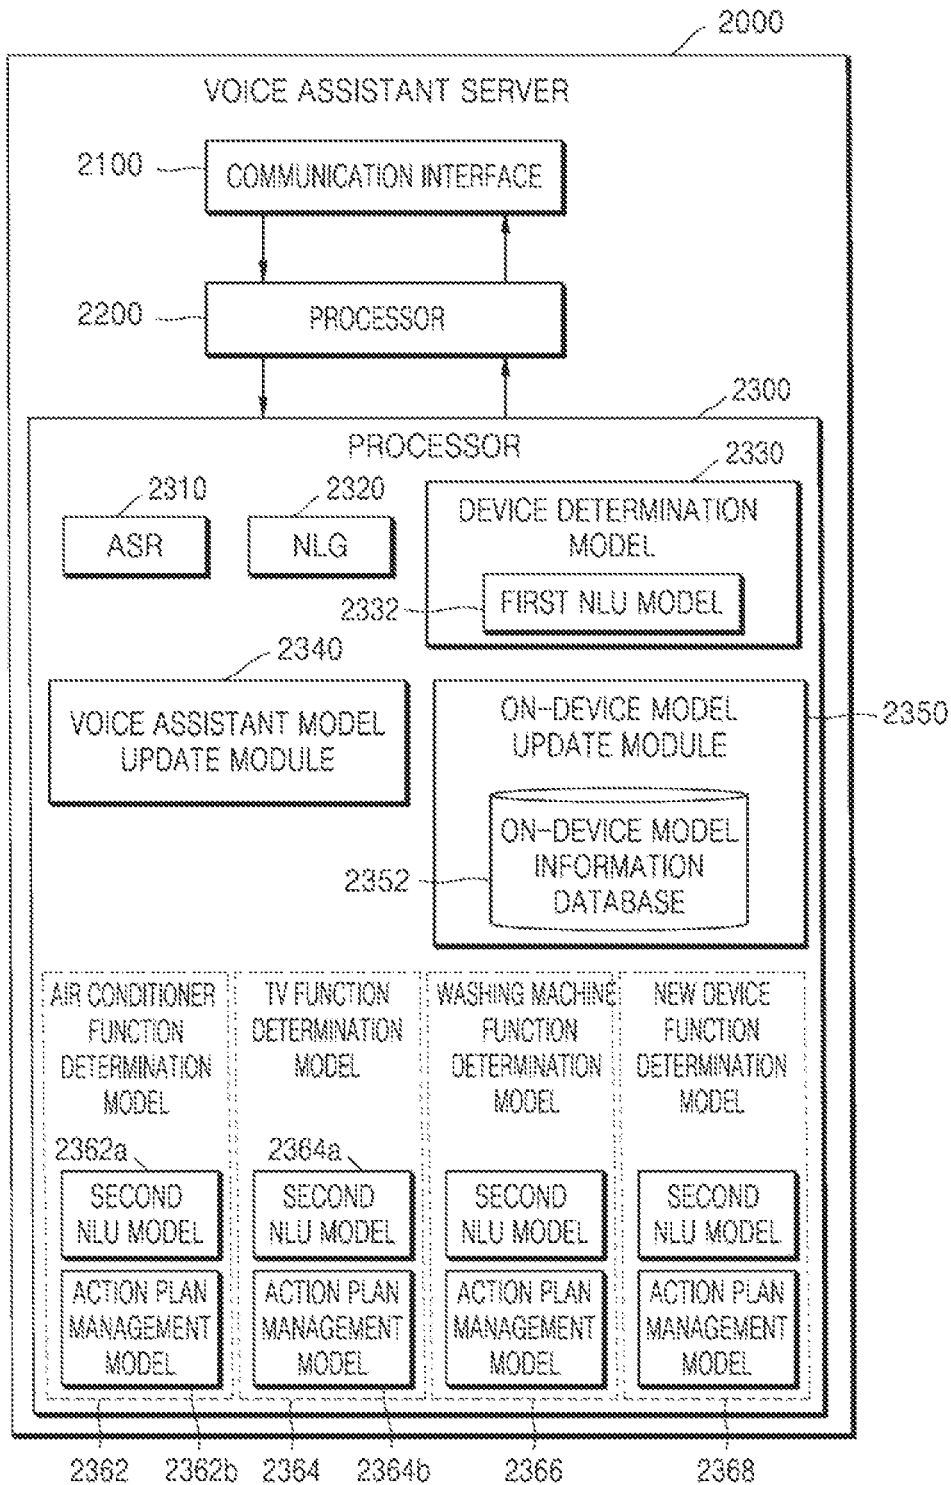 2000
VOICE ASSISTANT SERVER
2100
COMMUNICATION INTERFACE
2200
PROCESSOR
2300
PROCESSOR
2310
ASR
2320
NLG
2330
DEVICE DETERMINATION
MODEL
2332
FIRST NLU MODEL
2340
VOICE ASSISTANT MODEL
UPDATE MODULE
2350
ON-DEVICE MODEL
UPDATE MODULE
2352
ON-DEVICE MODEL
INFORMATION
DATABASE
AIR CONDITIONER
FUNCTION
DETERMINATION
MODEL
2362a
SECOND
NLU MODEL
ACTION PLAN
MANAGEMENT
MODEL
TV FUNCTION
DETERMINATION
MODEL
2364a
SECOND
NLU MODEL
ACTION PLAN
MANAGEMENT
MODEL
WASHING MACHINE
FUNCTION
DETERMINATION
MODEL
SECOND
NLU MODEL
ACTION PLAN
MANAGEMENT
MODEL
NEW DEVICE
FUNCTION
DETERMINATION
MODEL
SECOND
NLU MODEL
ACTION PLAN
MANAGEMENT
MODEL
2362 2362b 2364 2364b 2366 2368